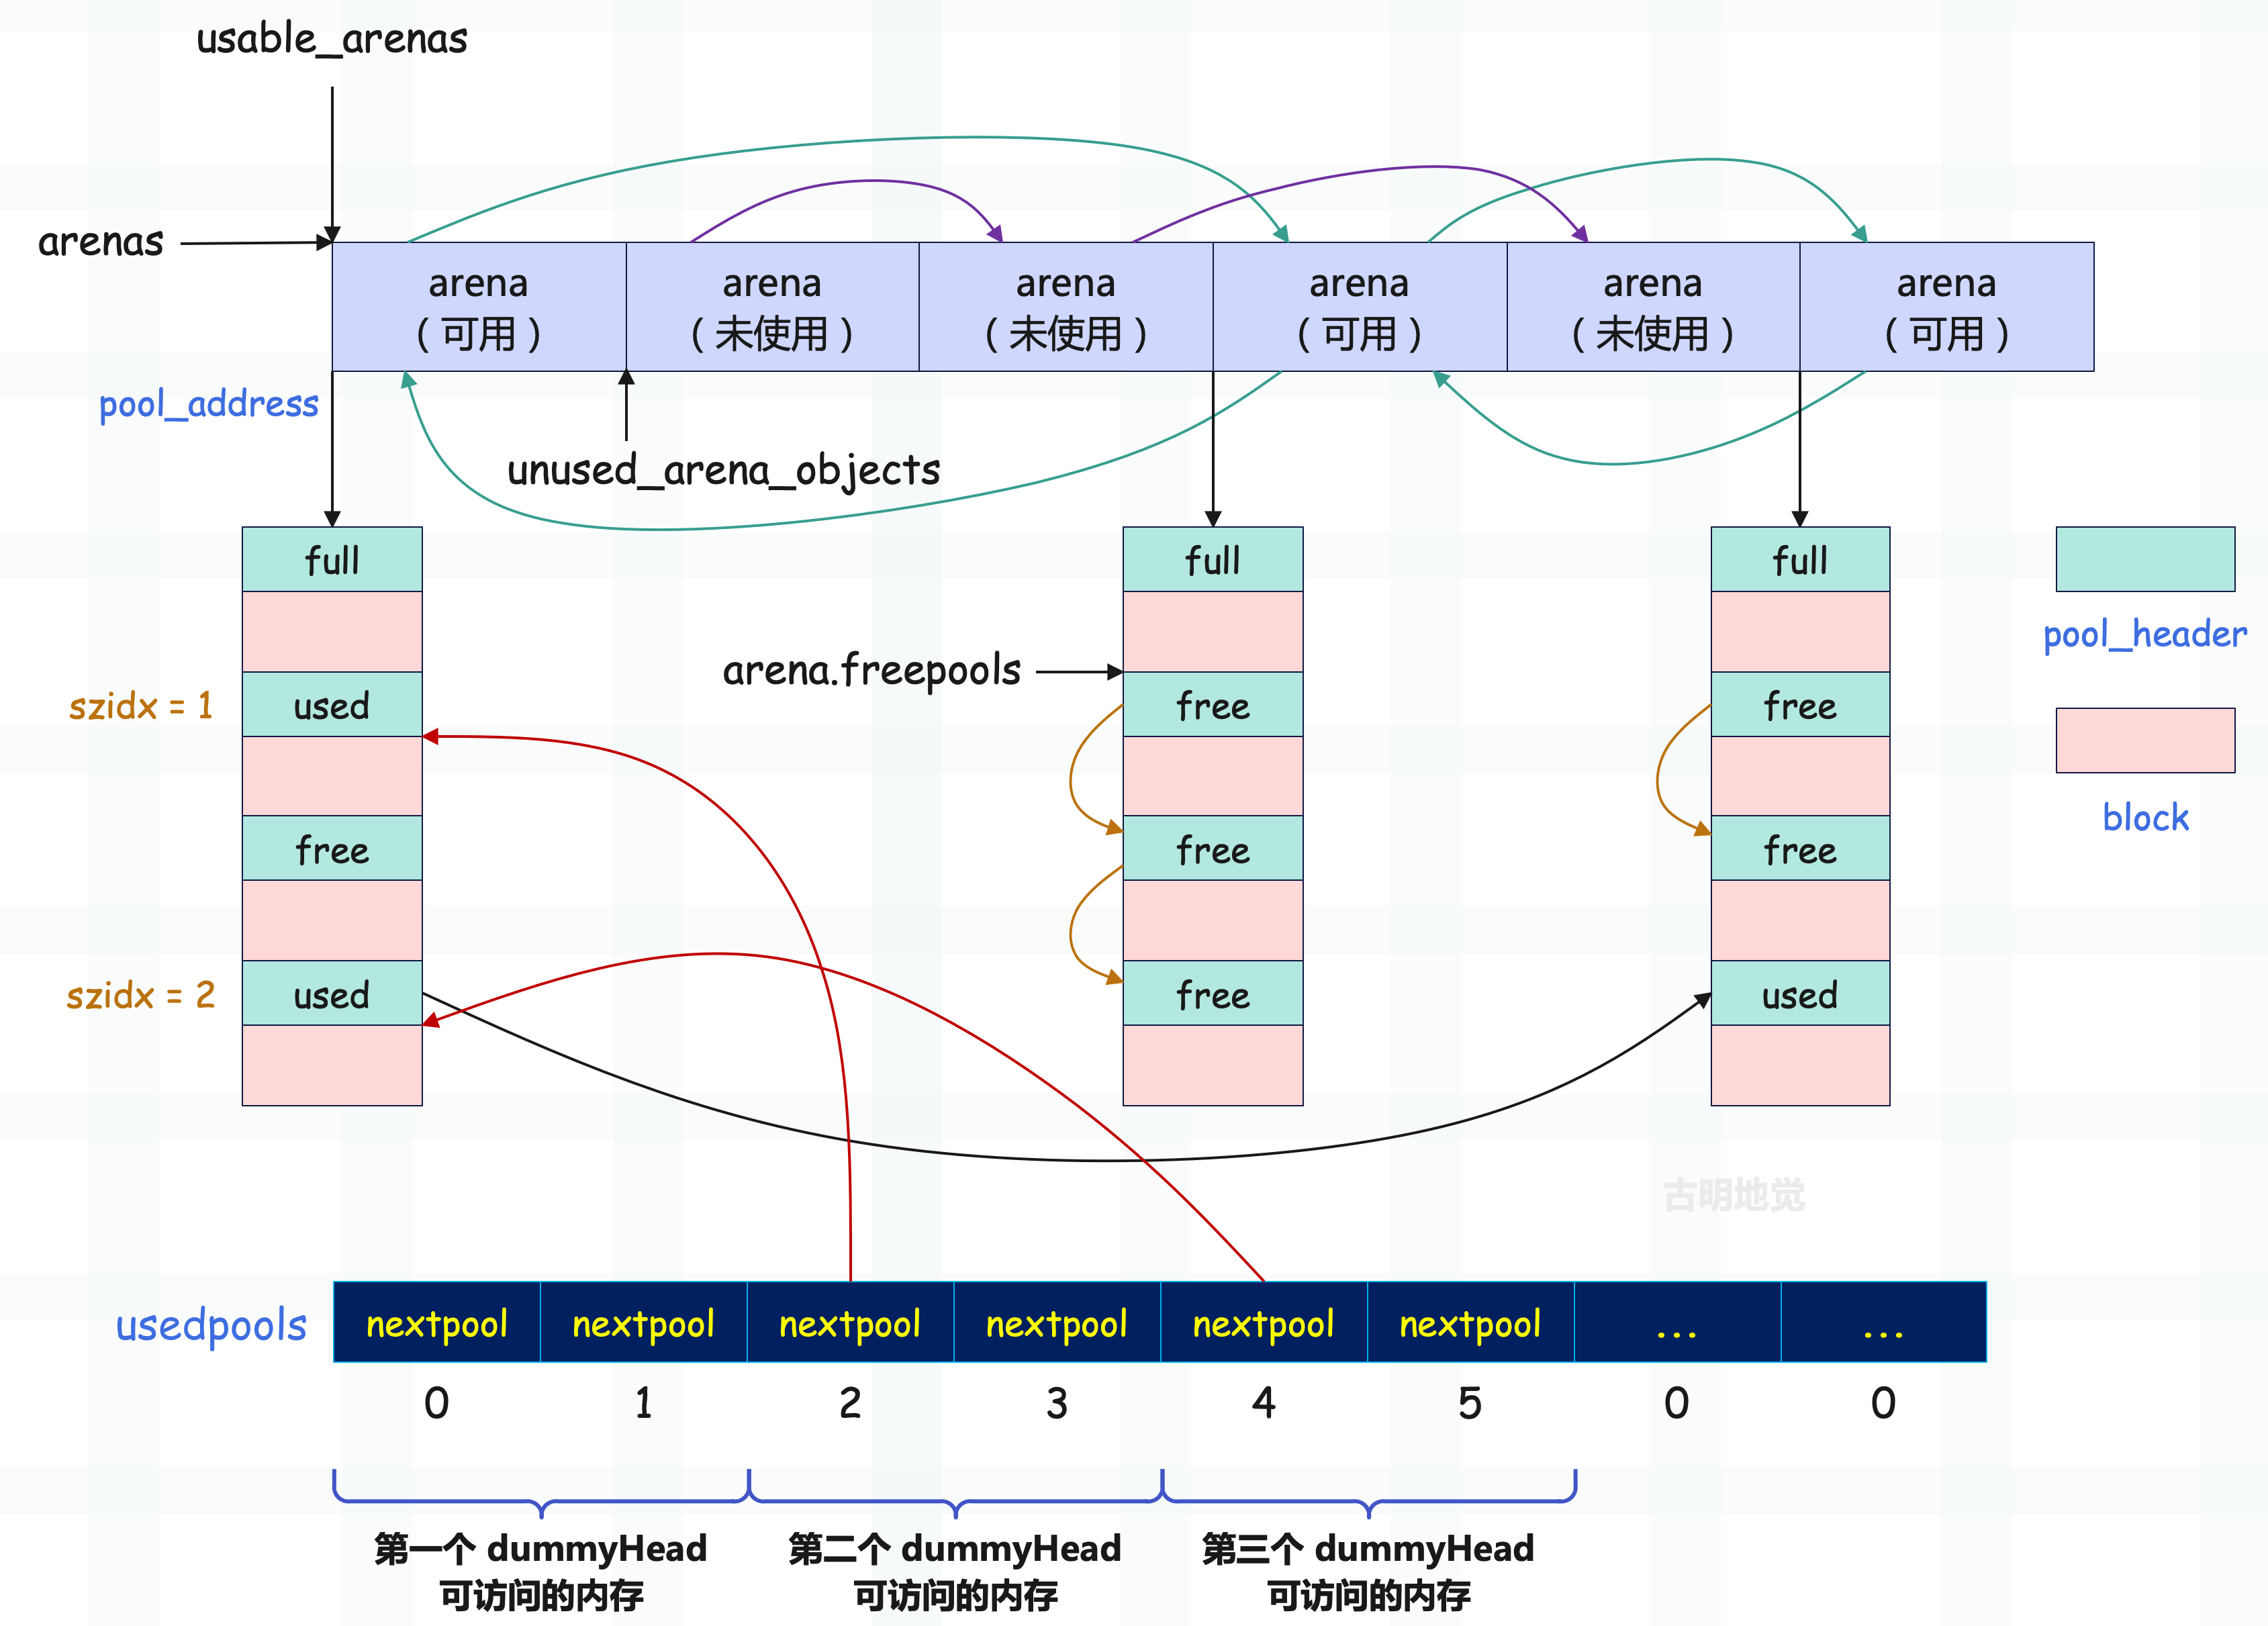 usable_arenas
arenas
arena
(可用)
arena
(未使用)
arena
(未使用)
arena
(可用)
arena
(未使用)
arena
(可用)
pool_address
unused_arena_objects
full
full
full
pool_header
arena.freepools
szidx = 1
used
free
free
block
free
free
free
szidx = 2
used
free
used
古明地觉
usedpools
nextpool
nextpool
nextpool
nextpool
nextpool
nextpool
...
...
0
1
2
3
4
5
0
0
第一个 dummyHead
可访问的内存
第二个 dummyHead
可访问的内存
第三个 dummyHead
可访问的内存